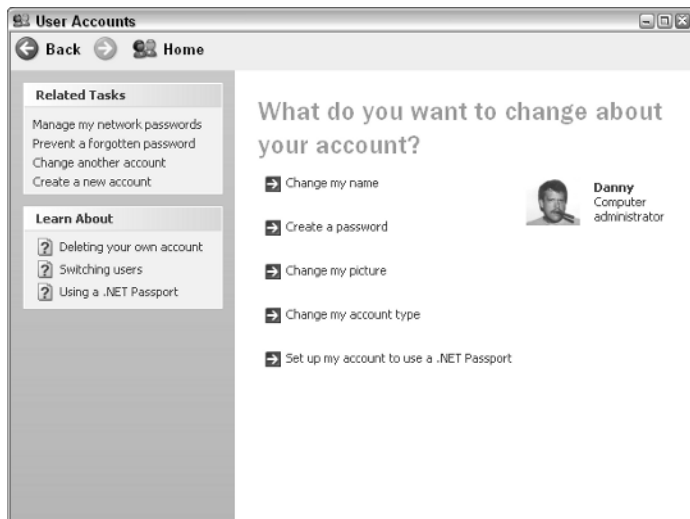 User Accounts
Back Home
Related Tasks
Manage my network passwords
Prevent a forgotten password
Change another account
Create a new account
Learn About
Deleting your own account
Switching users
Using a .NET Passport
What do you want to change about
your account?
Change my name
Create a password
Change my picture
Change my account type
Set up my account to use a .NET Passport
Danny
Computer
administrator